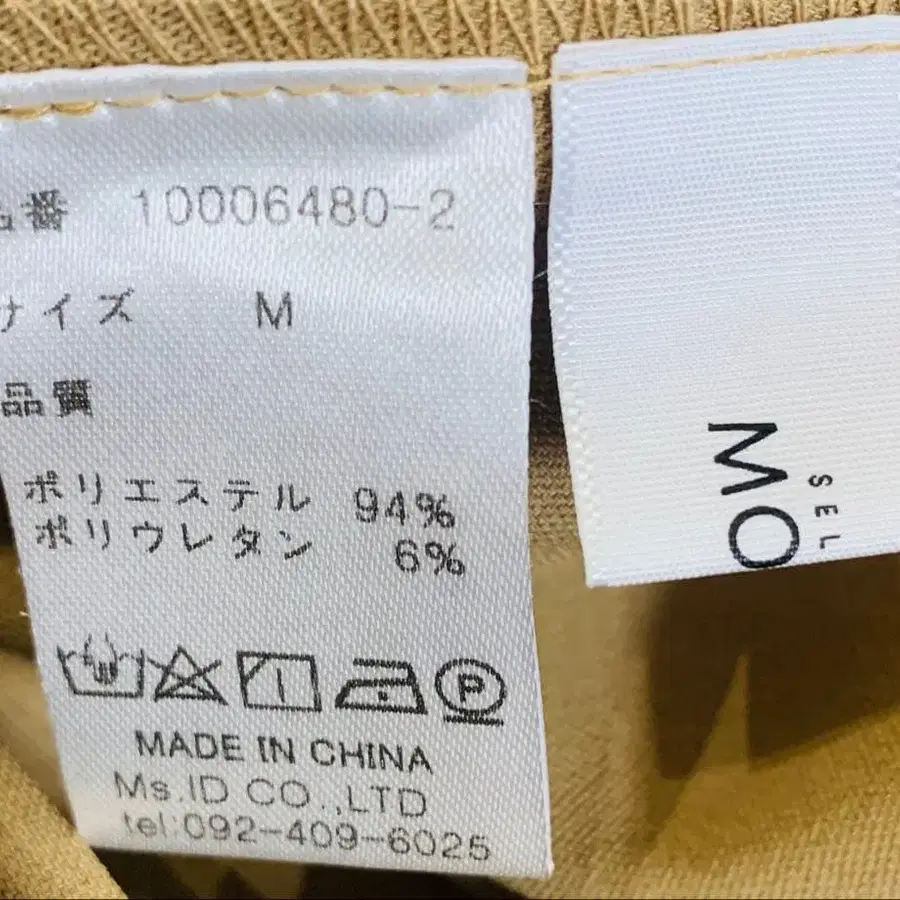 品番 10006480-2
サイズ M
品質
ポリエステル 94%
ポリウレタン 6%
P
MADE IN CHINA
Ms.ID CO.,LTD
tel:092-409-6025
SEL
MO